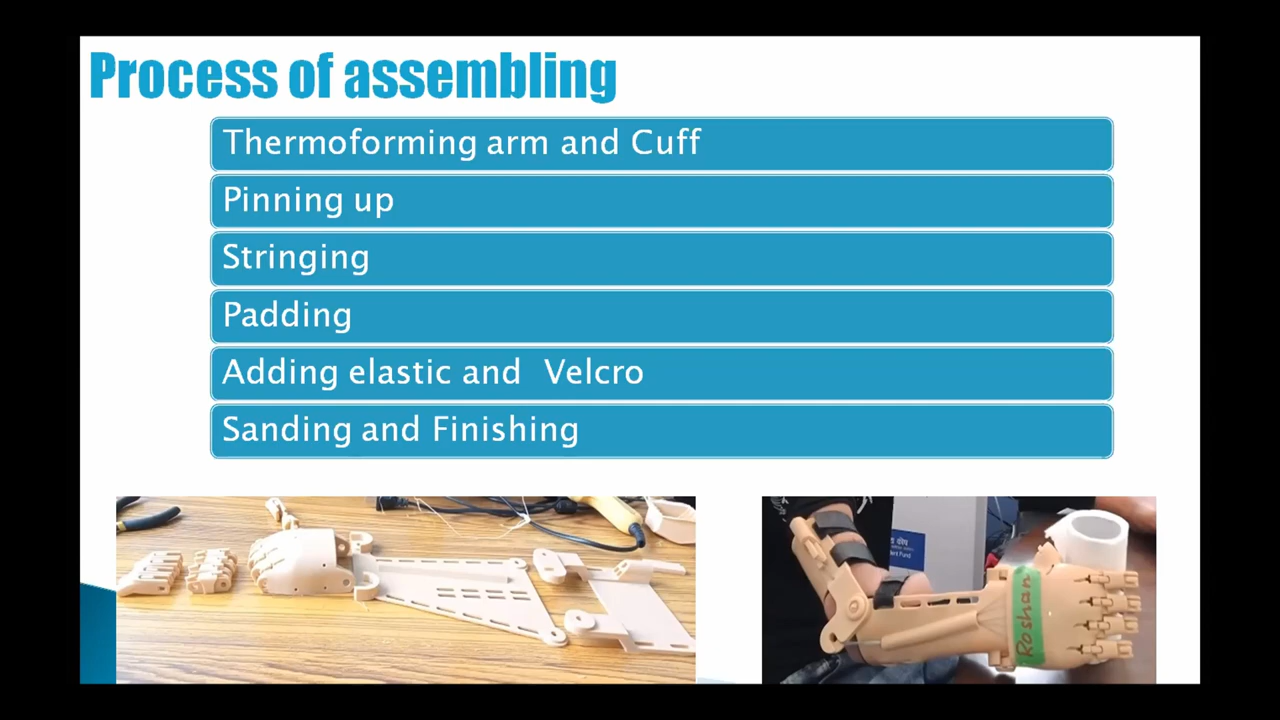 Process of assembling
Thermoforming arm and Cuff
Pinning up
Stringing
Padding
Adding elastic and  Velcro
Sanding and Finishing
Roshan